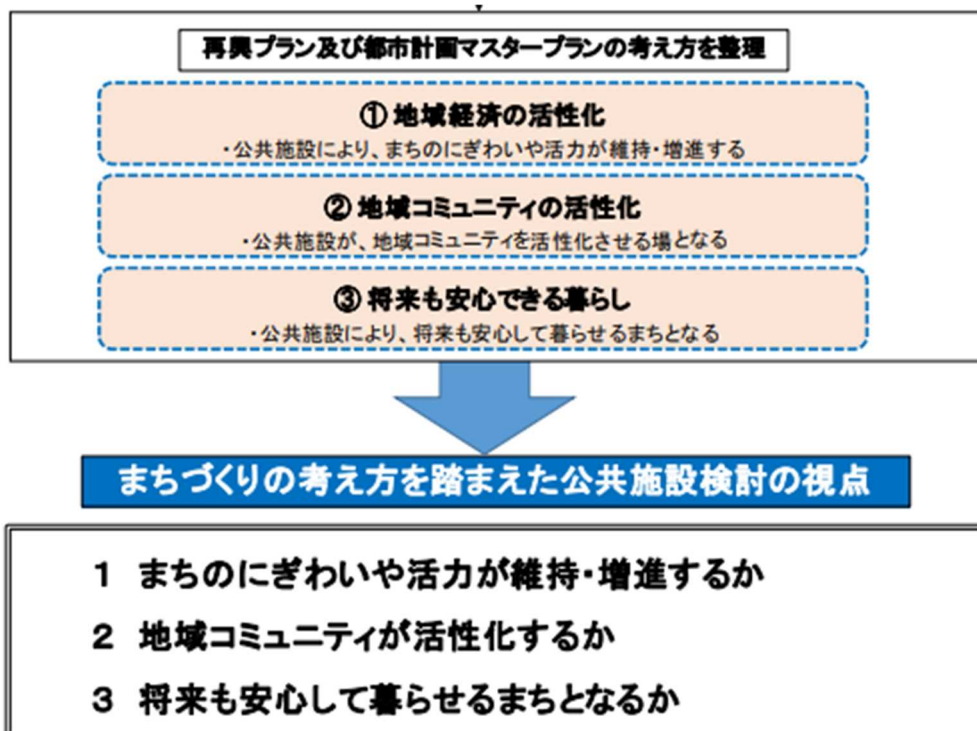 再興プラン及び都市計画マスタープランの考え方を整理
① 地域経済の活性化
・公共施設により、まちのにぎわいや活力が維持・増進する
② 地域コミュニティの活性化
・公共施設が、地域コミュニティを活性化させる場となる
③ 将来も安心できる暮らし
・公共施設により、将来も安心して暮らせるまちとなる
まちづくりの考え方を踏まえた公共施設検討の視点
1 まちのにぎわいや活力が維持・増進するか
2 地域コミュニティが活性化するか
3 将来も安心して暮らせるまちとなるか